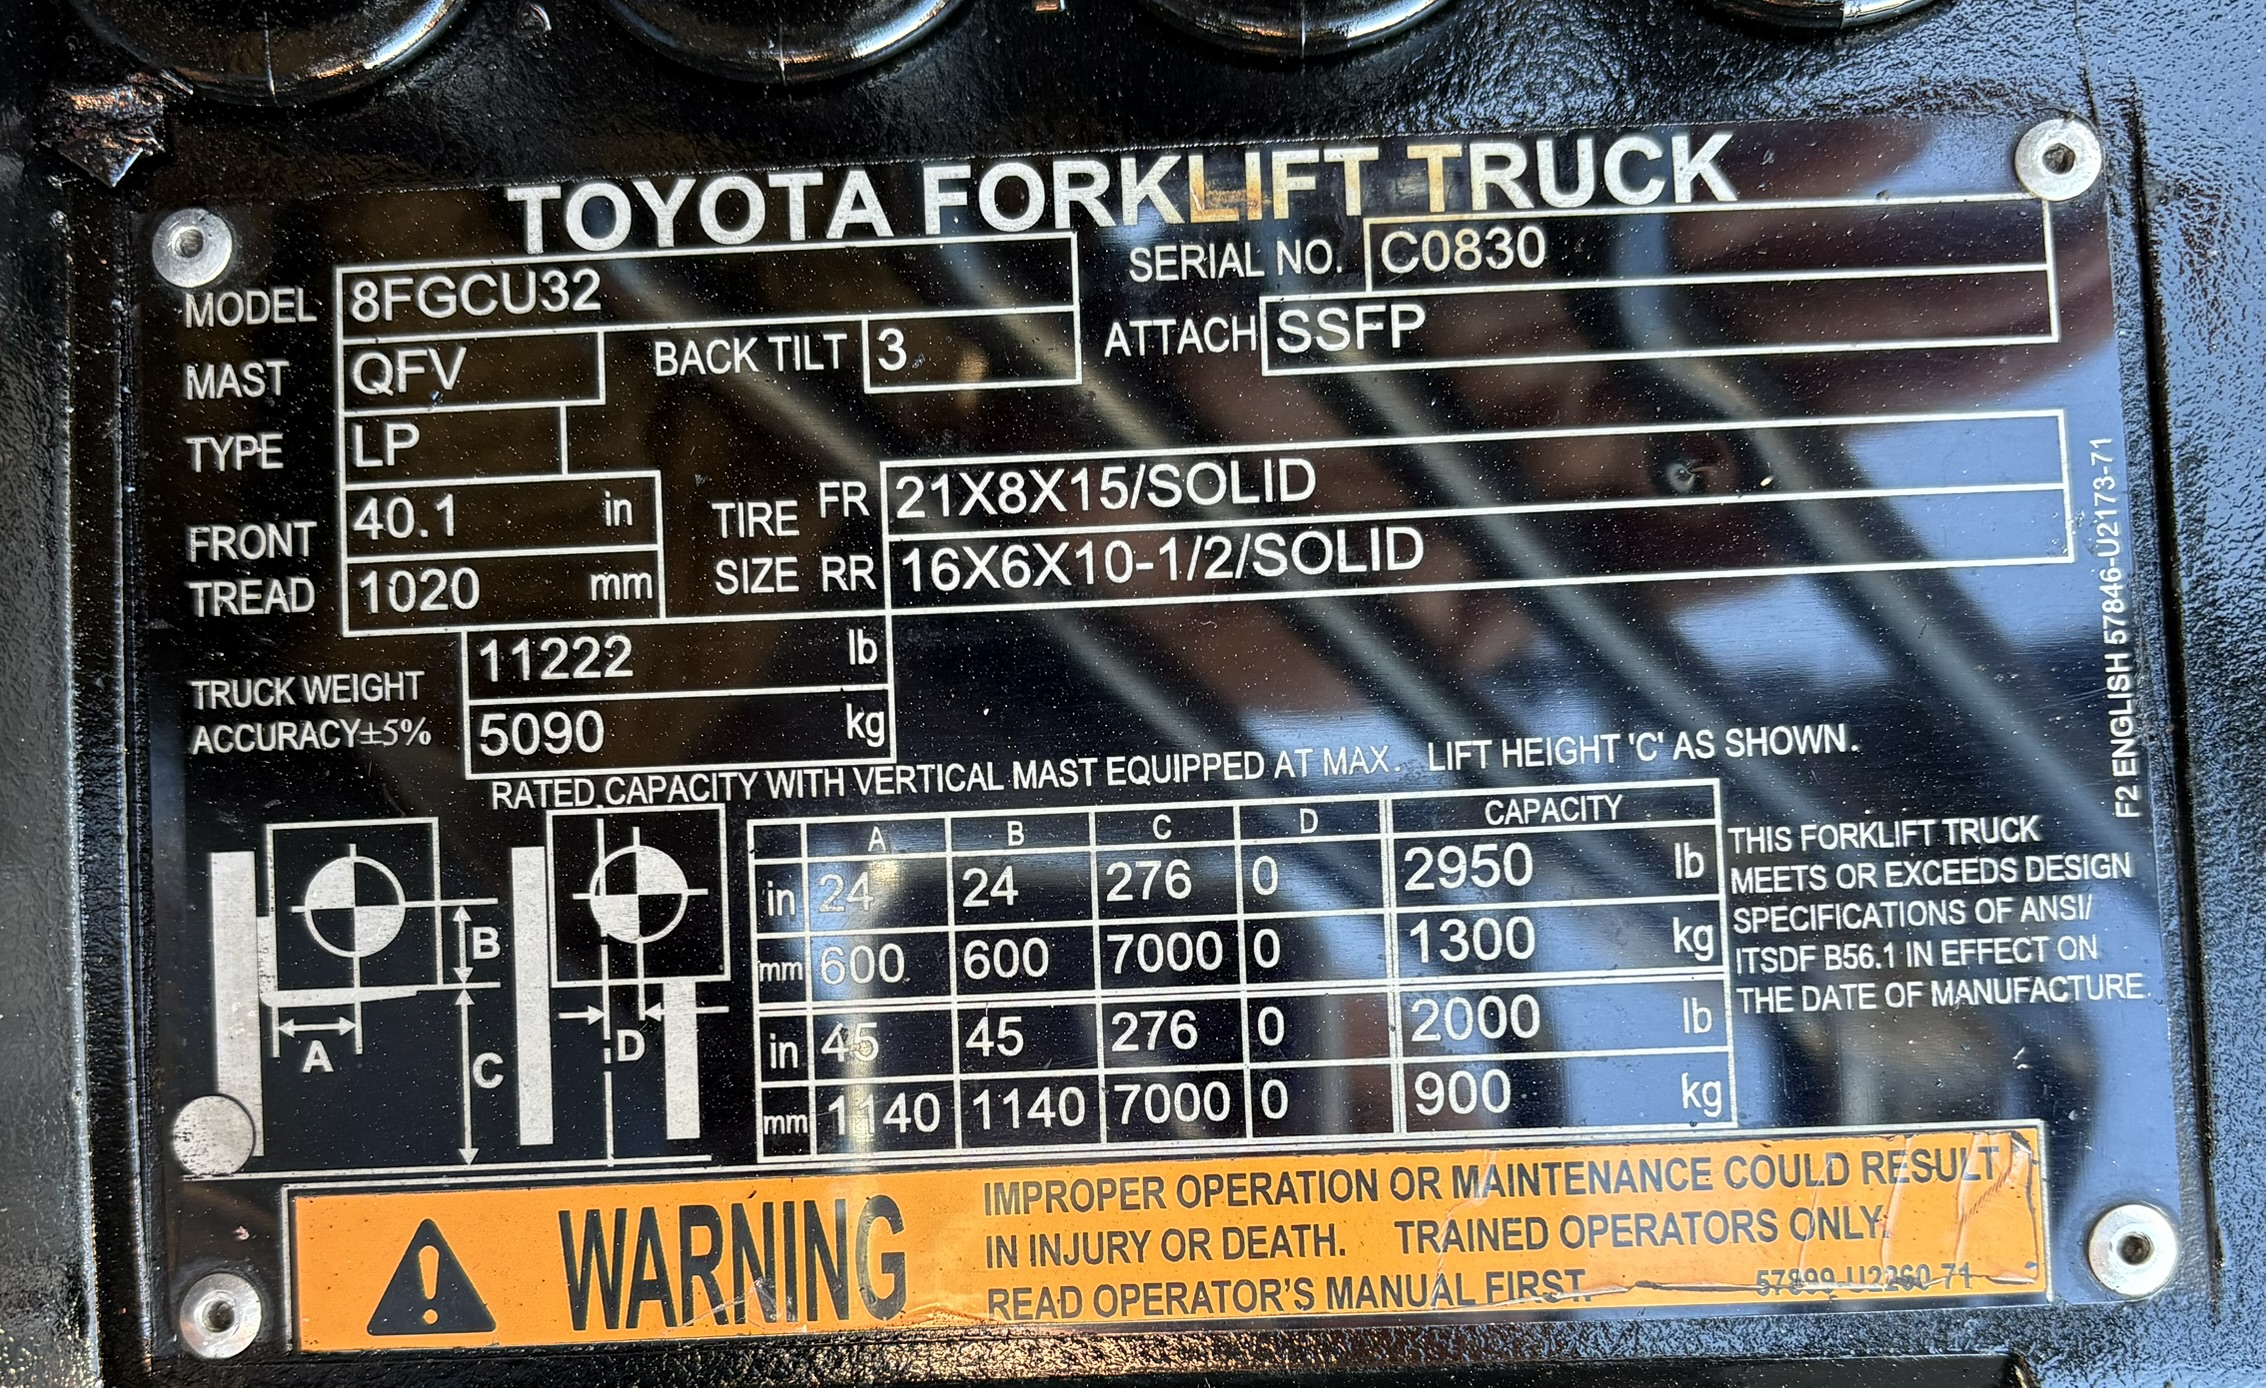 TOYOTA FORKLIFT TRUCK
MODEL 8FGCU32 SERIAL NO. C0830
MAST QFV BACK TILT 3 ATTACH SSFP
TYPE LP
FRONT TREAD 40.1 in TIRE SIZE FR 21X8X15/SOLID
1020 mm RR 16X6X10-1/2/SOLID
TRUCK WEIGHT 11222 lb
ACCURACY±5% 5090 kg
RATED CAPACITY WITH VERTICAL MAST EQUIPPED AT MAX. LIFT HEIGHT 'C' AS SHOWN.
A B C D CAPACITY
in 24 24 276 0 2950 lb
mm 600 600 7000 0 1300 kg
in 45 45 276 0 2000 lb
mm 1140 1140 7000 0 900 kg
B
A
C
D
THIS FORKLIFT TRUCK
MEETS OR EXCEEDS DESIGN
SPECIFICATIONS OF ANSI/
ITSDF B56.1 IN EFFECT ON
THE DATE OF MANUFACTURE.
F2 ENGLISH 57846-U2173-71
WARNING
IMPROPER OPERATION OR MAINTENANCE COULD RESULT
IN INJURY OR DEATH. TRAINED OPERATORS ONLY.
READ OPERATOR'S MANUAL FIRST. 57899-U2260-71